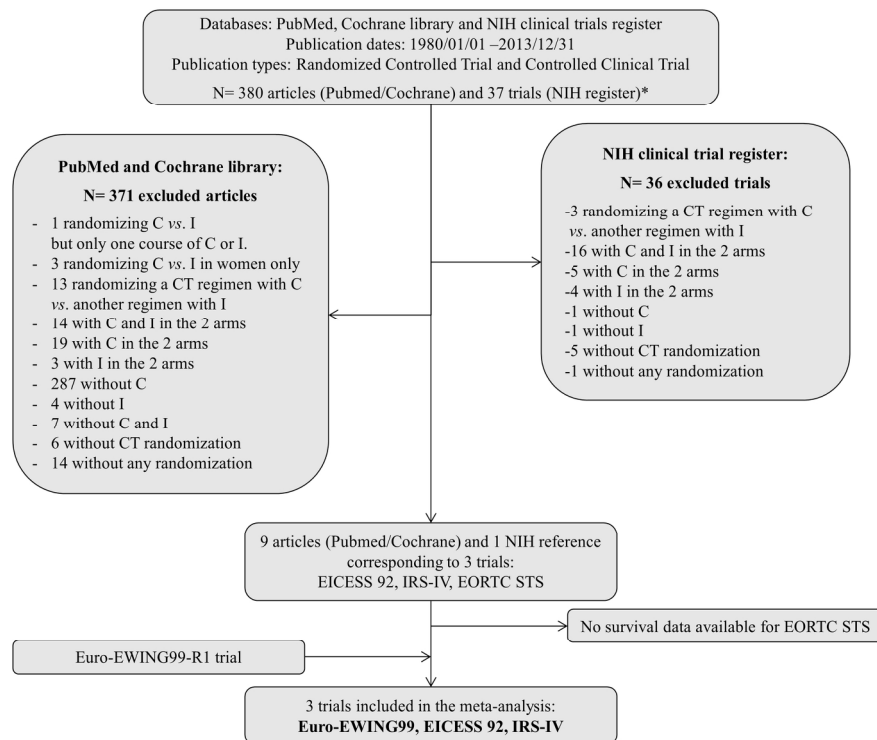 Databases: PubMed, Cochrane library and NIH clinical trials register
Publication dates: 1980/01/01 –2013/12/31
Publication types: Randomized Controlled Trial and Controlled Clinical Trial
N= 380 articles (Pubmed/Cochrane) and 37 trials (NIH register)*
PubMed and Cochrane library:
N= 371 excluded articles
- 1 randomizing C vs. I
but only one course of C or I.
- 3 randomizing C vs. I in women only
- 13 randomizing a CT regimen with C
vs. another regimen with I
- 14 with C and I in the 2 arms
- 19 with C in the 2 arms
- 3 with I in the 2 arms
- 287 without C
- 4 without I
- 7 without C and I
- 6 without CT randomization
- 14 without any randomization
NIH clinical trial register:
N= 36 excluded trials
-3 randomizing a CT regimen with C
vs. another regimen with I
-16 with C and I in the 2 arms
-5 with C in the 2 arms
-4 with I in the 2 arms
-1 without C
-1 without I
-5 without CT randomization
-1 without any randomization
9 articles (Pubmed/Cochrane) and 1 NIH reference
corresponding to 3 trials:
EICESS 92, IRS-IV, EORTC STS
No survival data available for EORTC STS
Euro-EWING99-R1 trial
3 trials included in the meta-analysis:
Euro-EWING99, EICESS 92, IRS-IV